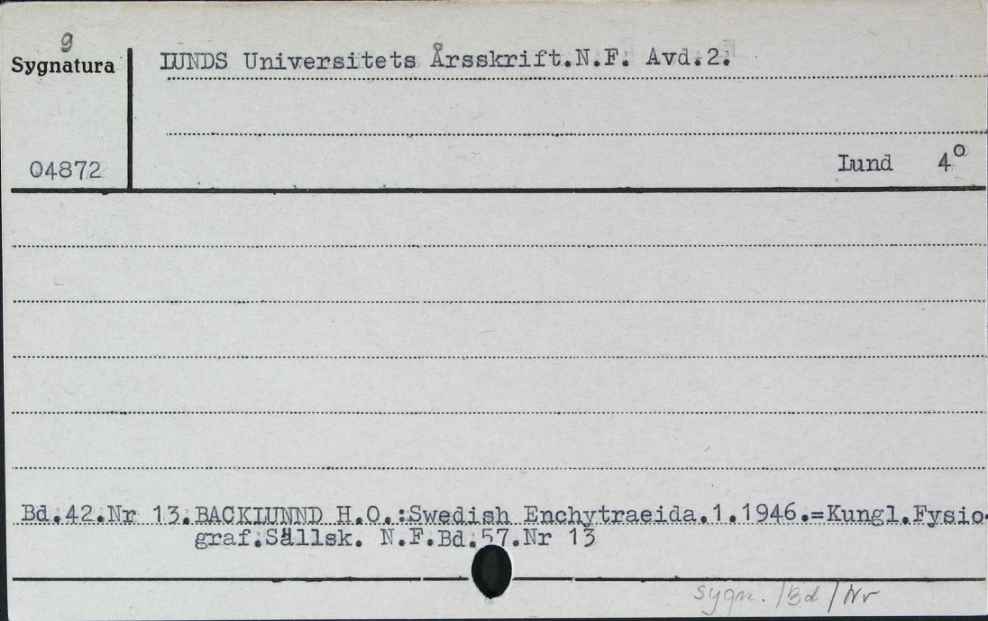 9
Sygnatura
LUNDS Universitets Årsskrift.N.F. Avd.2.
04872
Lund 4°
Bd.42.Nr 13.BACKLUNND H.O.:Swedish Enchytraeida.1.1946.=Kungl.Fysio-
graf.Sällsk. N.F.Bd.57.Nr 13
sygn. /Bd /Nr